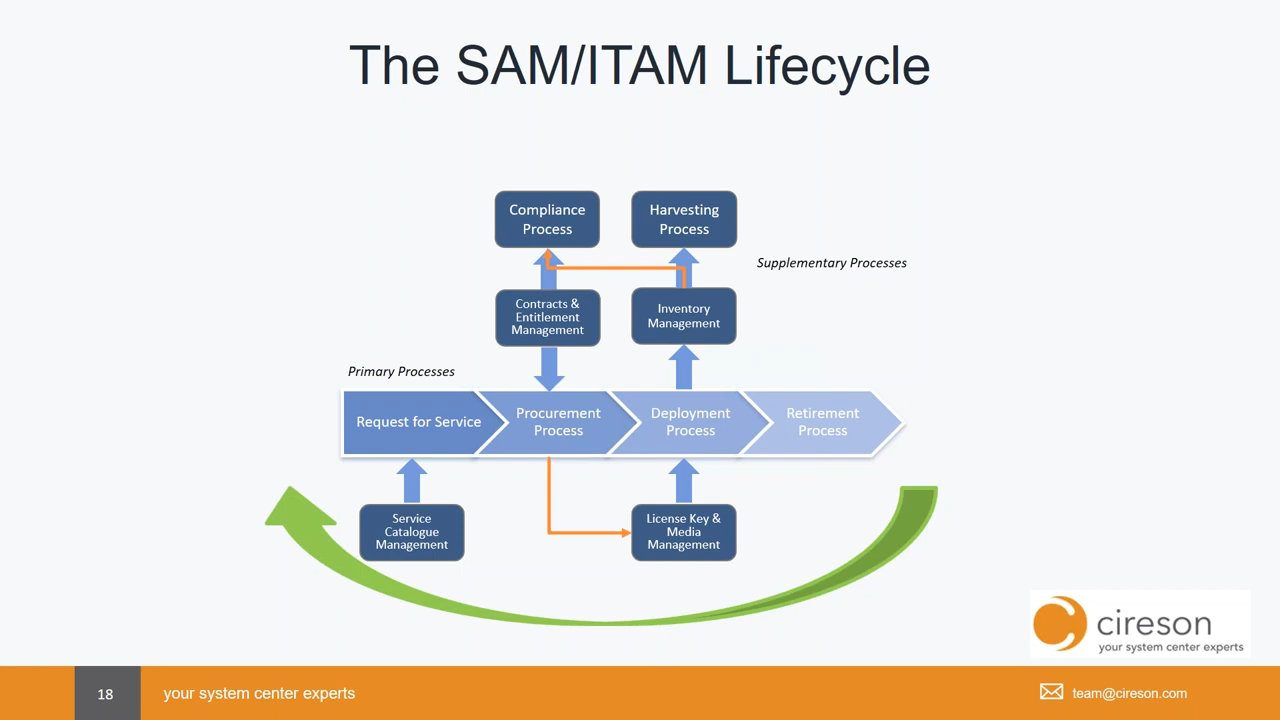 The SAM/ITAM Lifecycle
Compliance
Process
Harvesting
Process
Supplementary Processes
Contracts &
Entitlement
Management
Inventory
Management
Primary Processes
Request for Service
Procurement
Process
Deployment
Process
Retirement
Process
Service
Catalogue
Management
License Key &
Media
Management
cireson
your system center experts
18
your system center experts
team@cireson.com